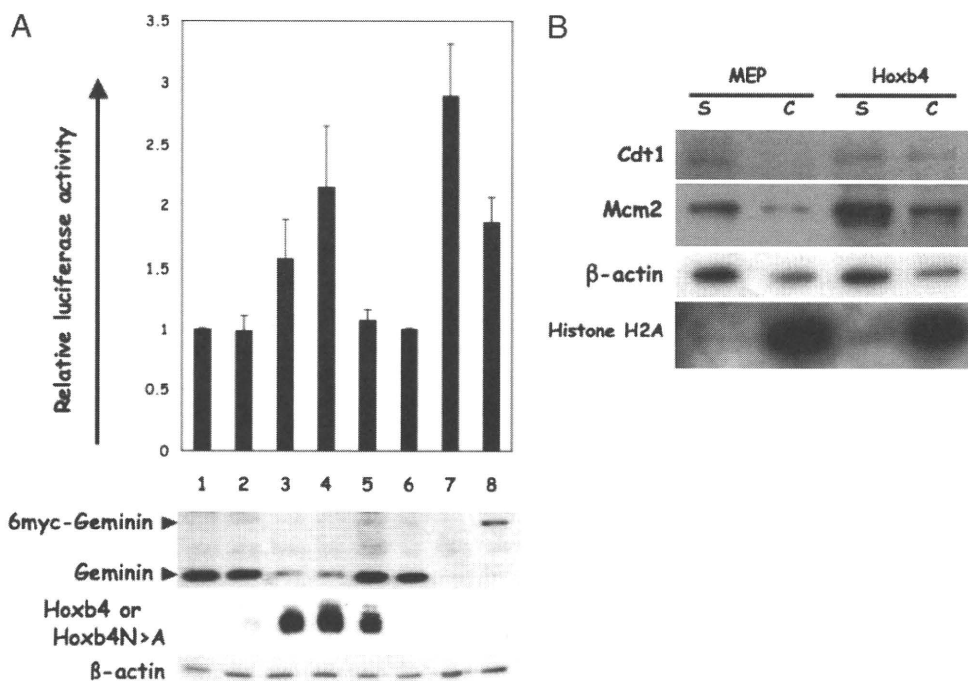 A
Relative luciferase activity
3.5
3
2.5
2
1.5
1
0.5
0
1 2 3 4 5 6 7 8
6myc-Geminin
Geminin
Hoxb4 or
Hoxb4N>A
β-actin
B
MEP Hoxb4
S C S C
Cdt1
Mcm2
β-actin
Histone H2A